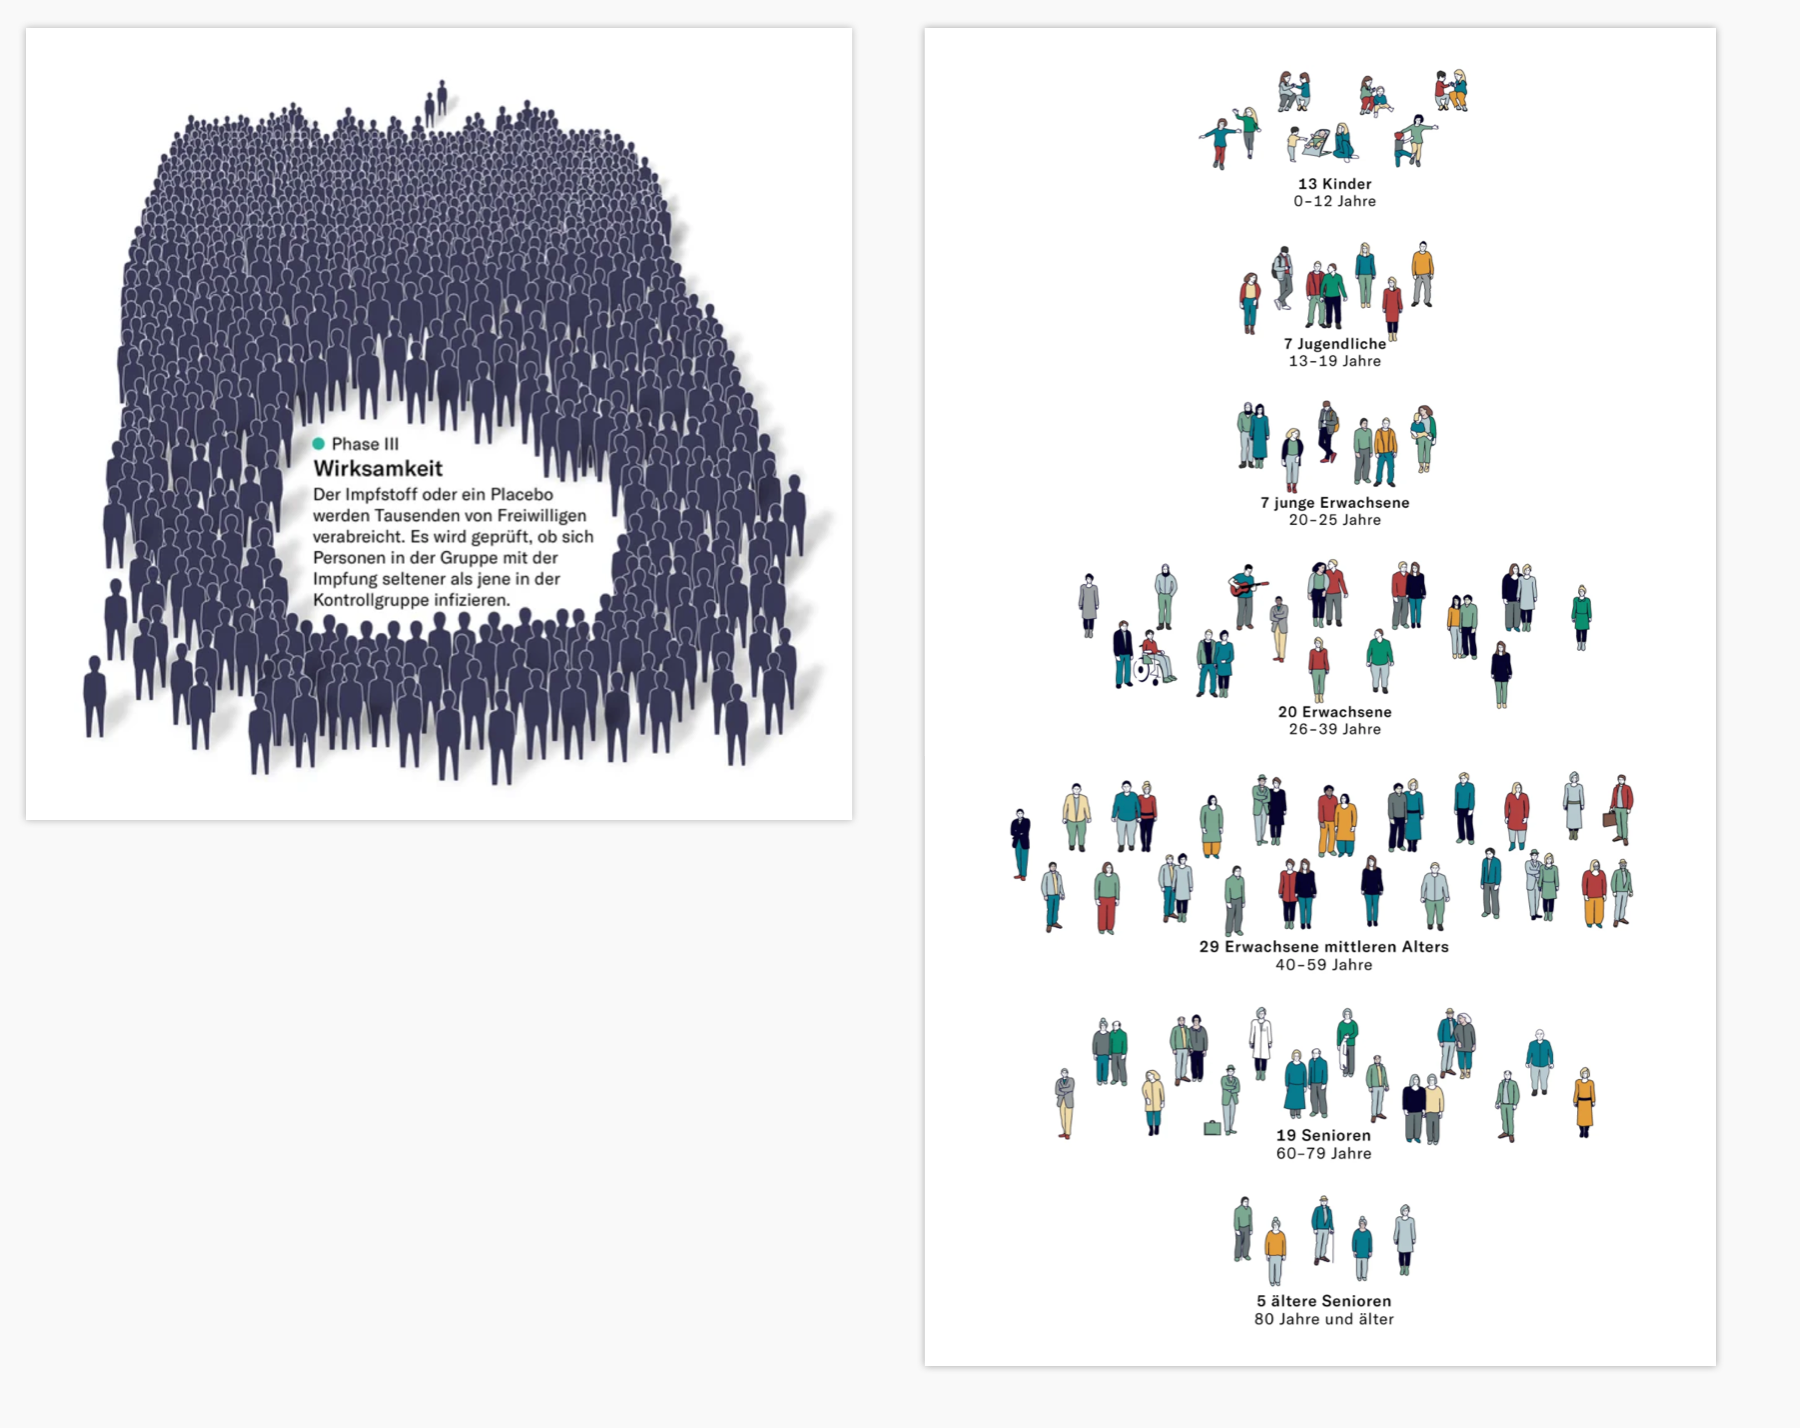 Phase III
Wirksamkeit
Der Impfstoff oder ein Placebo
werden Tausenden von Freiwilligen
verabreicht. Es wird geprüft, ob sich
Personen in der Gruppe mit der
Impfung seltener als jene in der
Kontrollgruppe infizieren.
13 Kinder
0–12 Jahre
7 Jugendliche
13–19 Jahre
7 junge Erwachsene
20–25 Jahre
20 Erwachsene
26–39 Jahre
29 Erwachsene mittleren Alters
40–59 Jahre
19 Senioren
60–79 Jahre
5 ältere Senioren
80 Jahre und älter